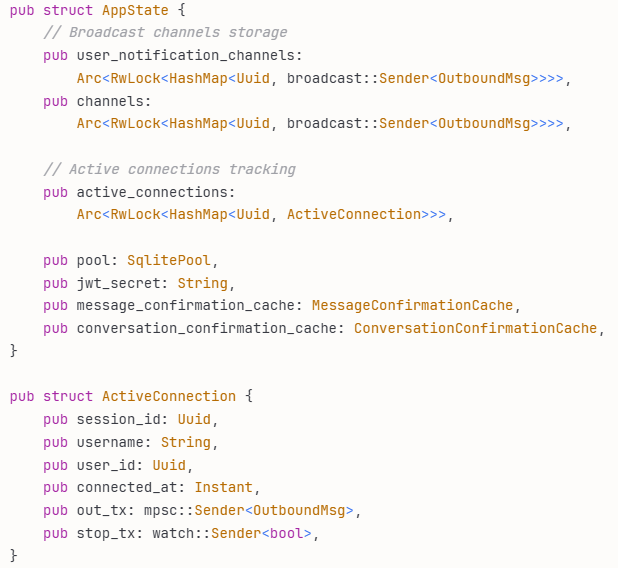 pub struct AppState {
    // Broadcast channels storage
    pub user_notification_channels:
        Arc<RwLock<HashMap<Uuid, broadcast::Sender<OutboundMsg>>>>,
    pub channels:
        Arc<RwLock<HashMap<Uuid, broadcast::Sender<OutboundMsg>>>>,

    // Active connections tracking
    pub active_connections:
        Arc<RwLock<HashMap<Uuid, ActiveConnection>>>,

    pub pool: SqlitePool,
    pub jwt_secret: String,
    pub message_confirmation_cache: MessageConfirmationCache,
    pub conversation_confirmation_cache: ConversationConfirmationCache,
}

pub struct ActiveConnection {
    pub session_id: Uuid,
    pub username: String,
    pub user_id: Uuid,
    pub connected_at: Instant,
    pub out_tx: mpsc::Sender<OutboundMsg>,
    pub stop_tx: watch::Sender<bool>,
}